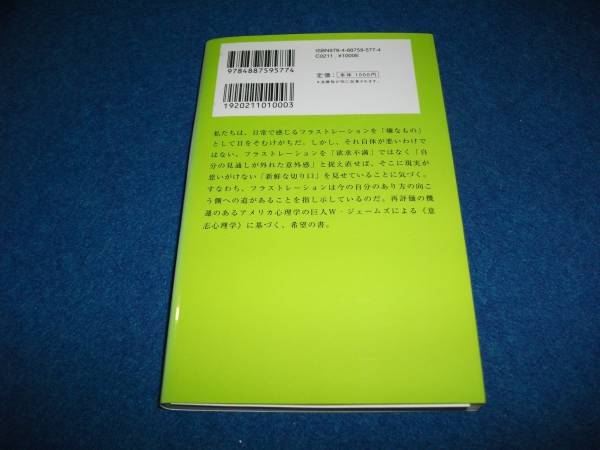 9784887595774
1920211010003
ISBN978-4-88759-577-4
C0211 ¥1000E
定価：本体 1000円
＊消費税が別に加算されます。
私たちは、日常で感じるフラストレーションを「嫌なもの」
として目をそむけがちだ。しかし、それ自体が悪いわけで
はない。フラストレーションを「欲求不満」ではなく「自
分の見通しが外れた意外感」と捉え直せば、そこに現実が
思いがけない「新鮮な切り口」を見せていることに気づく。
すなわち、フラストレーションは今の自分のあり方の向こ
う側への道があることを指し示しているのだ。再評価の機
運のあるアメリカ心理学の巨人W・ジェームズによる《意
志心理学》に基づく、希望の書。